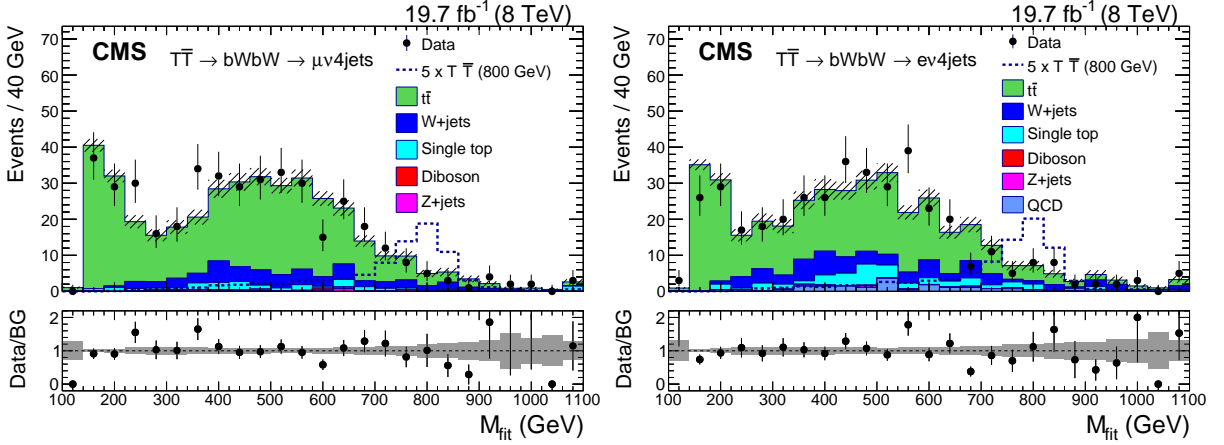 19.7 fb⁻¹ (8 TeV)
CMS
TT̅ → bWbW → μν4jets
Data
5 x T T̅ (800 GeV)
tt̅
W+jets
Single top
Diboson
Z+jets
Events / 40 GeV
70
60
50
40
30
20
10
0
Data/BG
2
1
0
100 200 300 400 500 600 700 800 900 1000 1100
M_fit (GeV)
19.7 fb⁻¹ (8 TeV)
CMS
TT̅ → bWbW → eν4jets
Data
5 x T T̅ (800 GeV)
tt̅
W+jets
Single top
Diboson
Z+jets
QCD
Events / 40 GeV
70
60
50
40
30
20
10
0
Data/BG
2
1
0
100 200 300 400 500 600 700 800 900 1000 1100
M_fit (GeV)